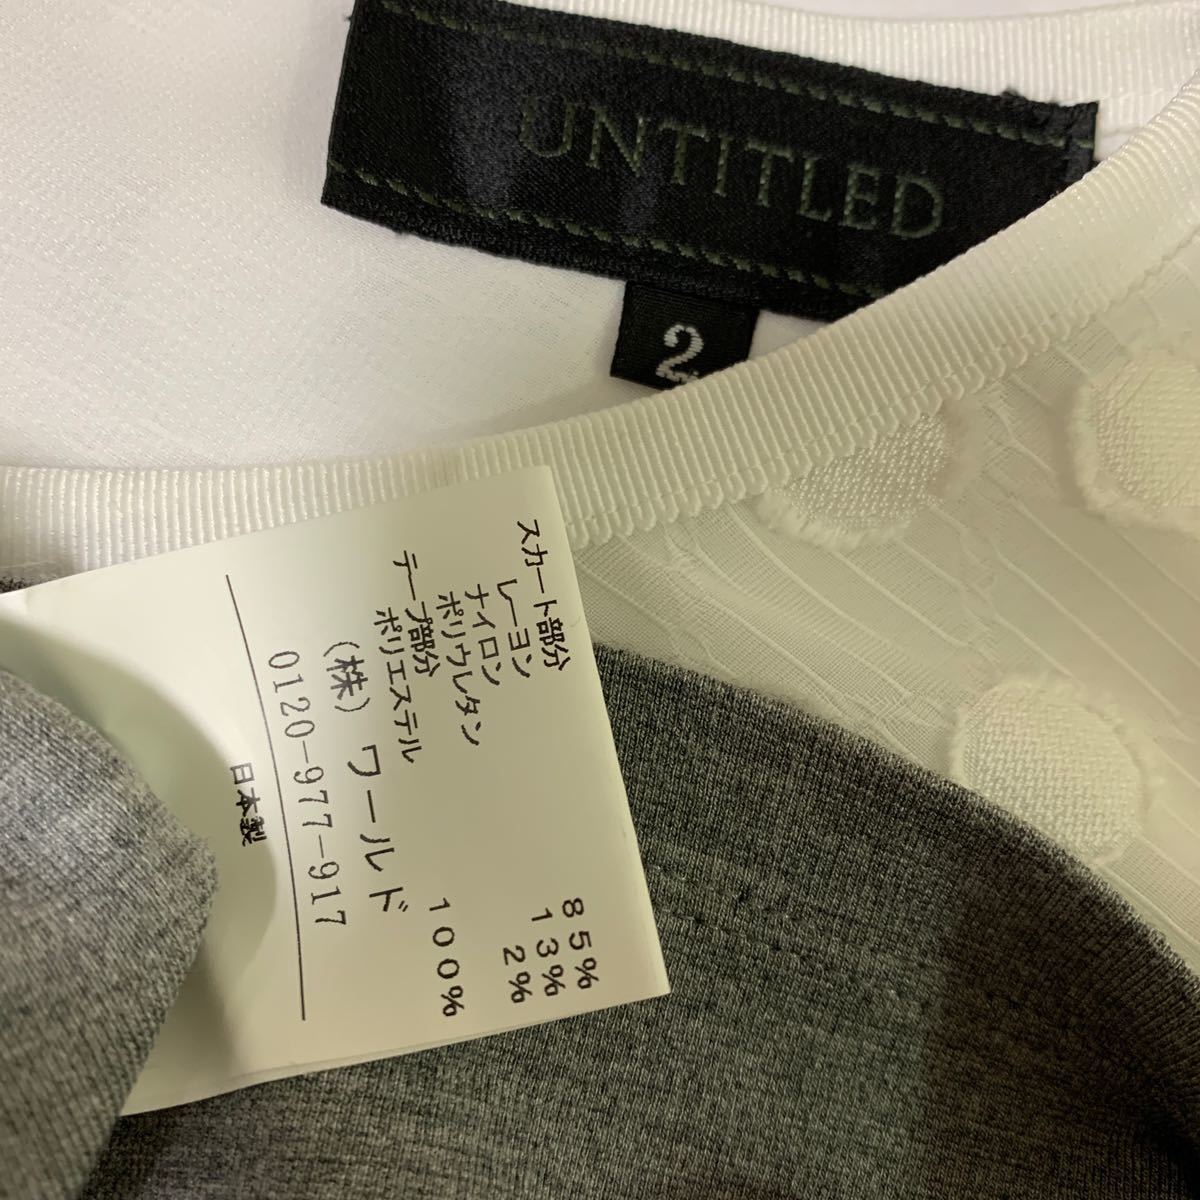 UNTITLED
2
スカート部分
レーヨン 85%
ナイロン 13%
ポリウレタン 2%
テープ部分
ポリエステル 100%
(株)ワールド
0120-977-917
日本製